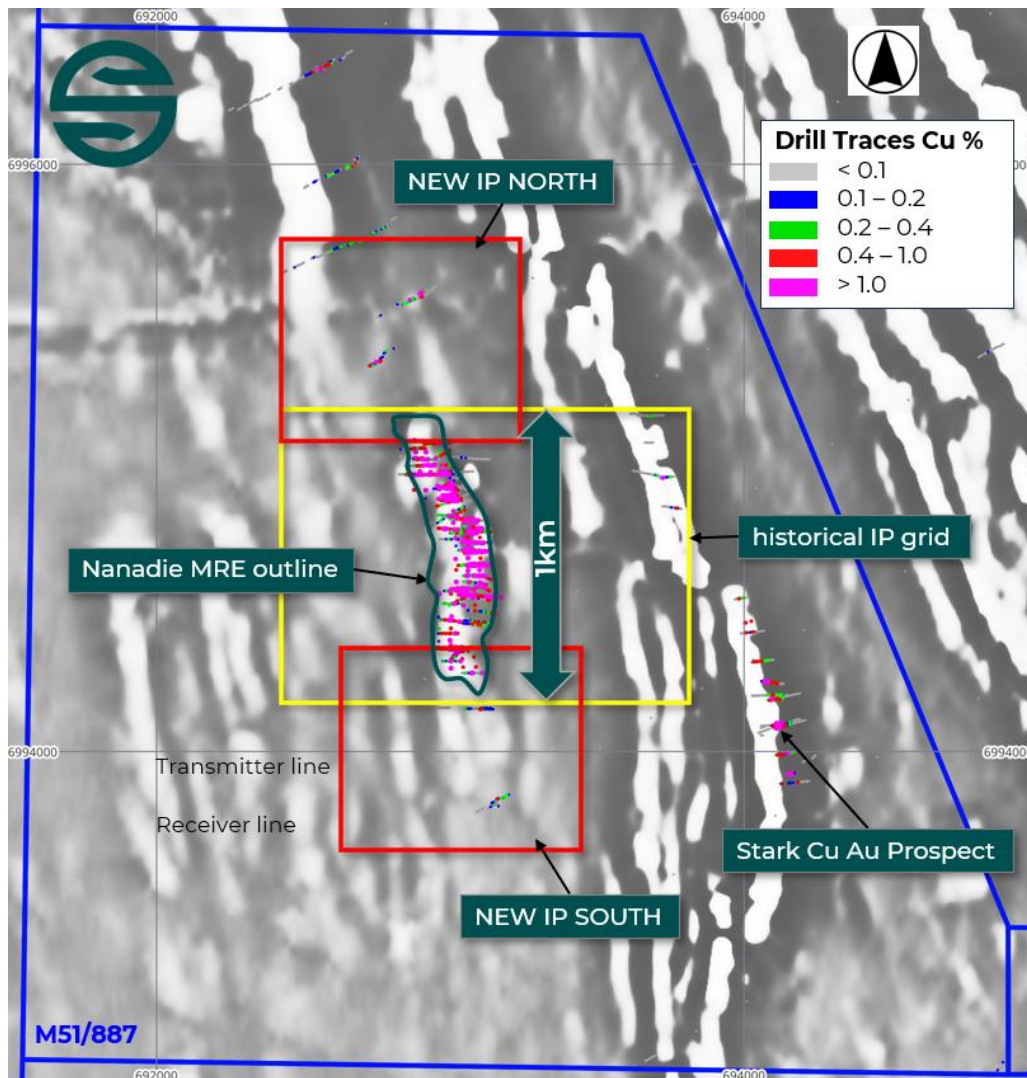 692000
694000
6996000
Drill Traces Cu %
< 0.1
0.1 – 0.2
0.2 – 0.4
0.4 – 1.0
> 1.0
NEW IP NORTH
1km
historical IP grid
Nanadie MRE outline
6994000
6994000
Transmitter line
Receiver line
Stark Cu Au Prospect
NEW IP SOUTH
M51/887
692000
694000